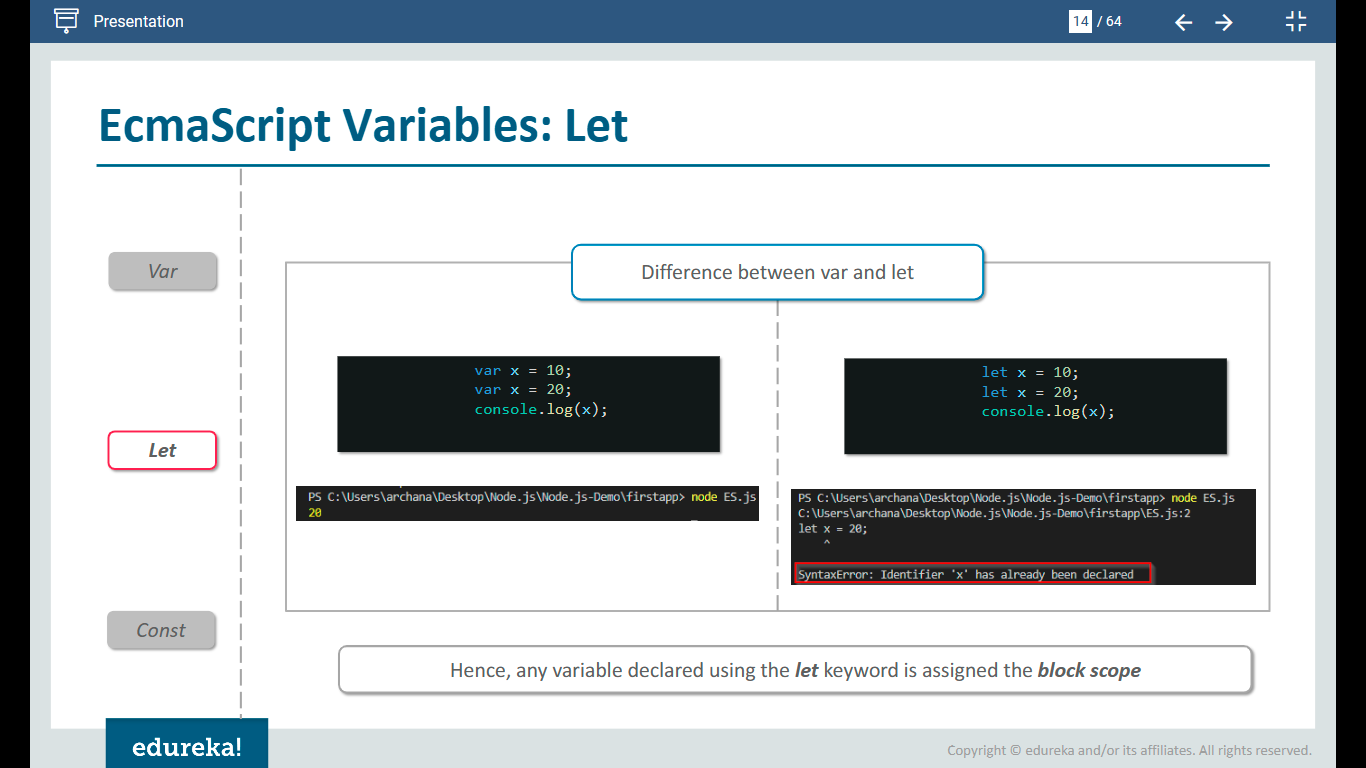 Presentation
14 / 64
EcmaScript Variables: Let
Var
Let
Const
Difference between var and let
var x = 10;
var x = 20;
console.log(x);
PS C:\Users\archana\Desktop\Node.js\Node.js-Demo\firstapp> node ES.js
20
let x = 10;
let x = 20;
console.log(x);
PS C:\Users\archana\Desktop\Node.js\Node.js-Demo\firstapp> node ES.js
C:\Users\archana\Desktop\Node.js\Node.js-Demo\firstapp\ES.js:2
let x = 20;
^
SyntaxError: Identifier 'x' has already been declared
Hence, any variable declared using the let keyword is assigned the block scope
edureka!
Copyright © edureka and/or its affiliates. All rights reserved.